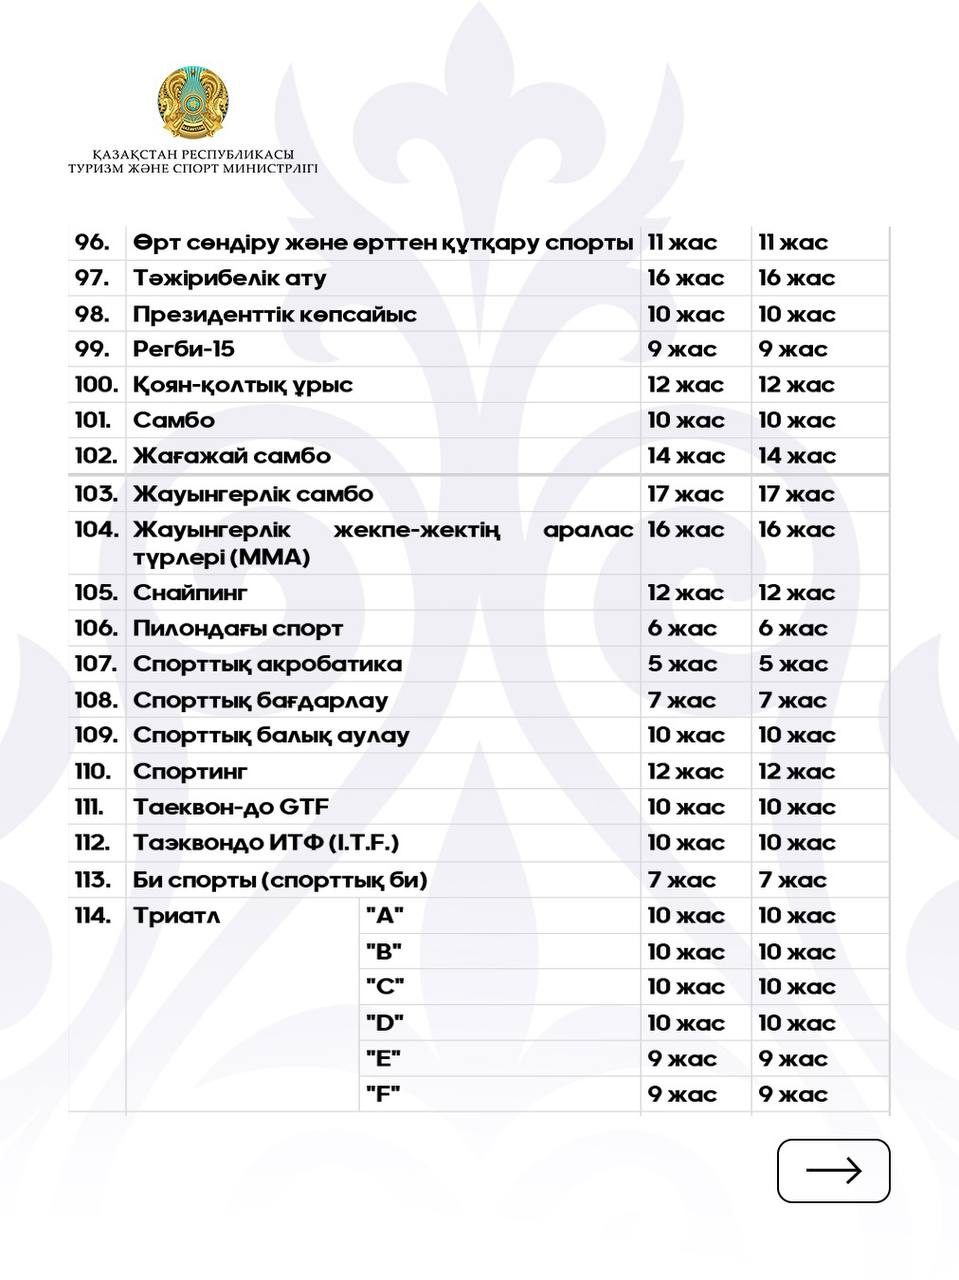 ҚАЗАҚСТАН РЕСПУБЛИКАСЫ
ТУРИЗМ ЖӘНЕ СПОРТ МИНИСТРЛІГІ
96. Өрт сөндіру және өрттен құтқару спорты 11 жас 11 жас
97. Тәжірибелік ату 16 жас 16 жас
98. Президенттік көпсайыс 10 жас 10 жас
99. Регби-15 9 жас 9 жас
100. Қоян-қолтық ұрыс 12 жас 12 жас
101. Самбо 10 жас 10 жас
102. Жағажай самбо 14 жас 14 жас
103. Жауынгерлік самбо 17 жас 17 жас
104. Жауынгерлік жекпе-жектің аралас 16 жас 16 жас
түрлері (ММА)
105. Снайпинг 12 жас 12 жас
106. Пилондағы спорт 6 жас 6 жас
107. Спорттық акробатика 5 жас 5 жас
108. Спорттық бағдарлау 7 жас 7 жас
109. Спорттық балық аулау 10 жас 10 жас
110. Спортинг 12 жас 12 жас
111. Таеквон-до GTF 10 жас 10 жас
112. Таэквондо ИТФ (I.T.F.) 10 жас 10 жас
113. Би спорты (спорттық би) 7 жас 7 жас
114. Триатл "A" 10 жас 10 жас
"B" 10 жас 10 жас
"C" 10 жас 10 жас
"D" 10 жас 10 жас
"E" 9 жас 9 жас
"F" 9 жас 9 жас